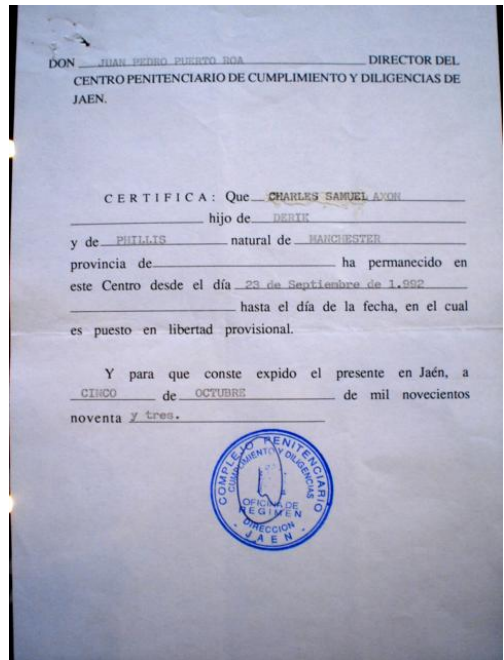 DON JUAN PEDRO PUERTO ROA DIRECTOR DEL
CENTRO PENITENCIARIO DE CUMPLIMIENTO Y DILIGENCIAS DE
JAEN.
CERTIFICA: Que CHARLES SAMUEL AXON
hijo de DERIK
y de PHILLIS natural de MANCHESTER
provincia de ha permanecido en
este Centro desde el día 23 de Septiembre de 1.992
hasta el día de la fecha, en el cual
es puesto en libertad provisional.
Y para que conste expido el presente en Jaén, a
CINCO de OCTUBRE de mil novecientos
noventa y tres.
COMPLEJO PENITENCIARIO
CUMPLIMIENTO Y DILIGENCIAS
OFICINA DE
REGIMEN
DIRECCION
- JAEN -